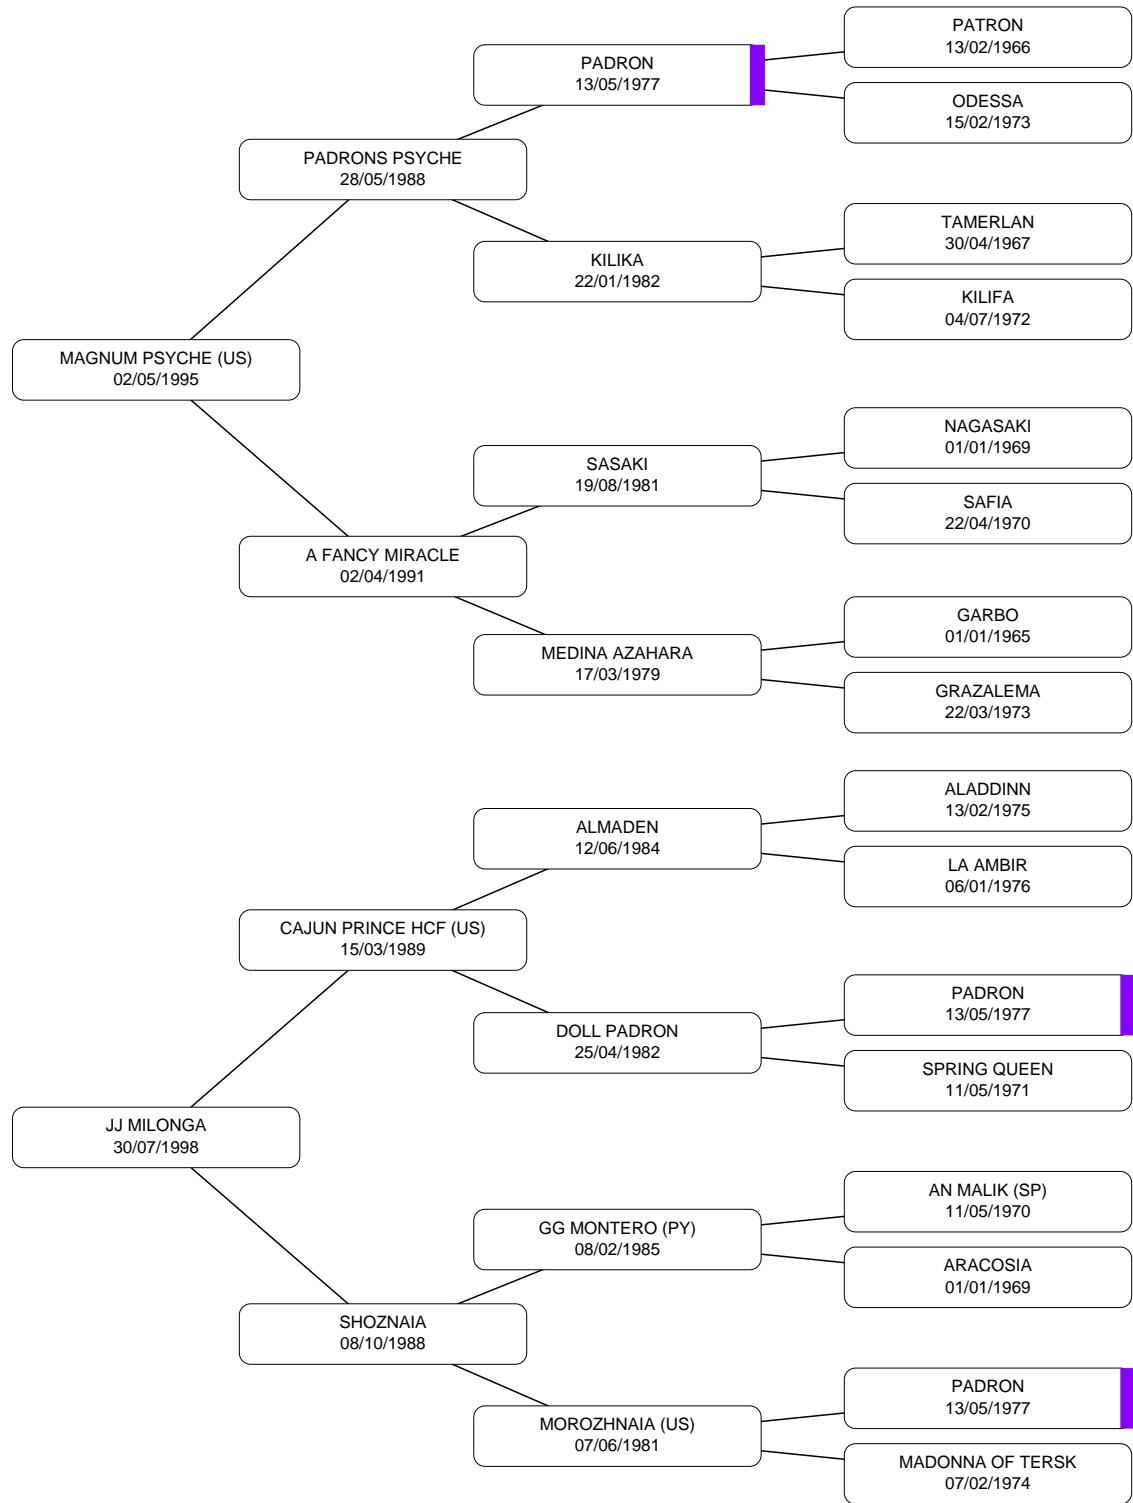 PATRON
13/02/1966
PADRON
13/05/1977
ODESSA
15/02/1973
PADRONS PSYCHE
28/05/1988
TAMERLAN
30/04/1967
KILIKA
22/01/1982
KILIFA
04/07/1972
MAGNUM PSYCHE (US)
02/05/1995
NAGASAKI
01/01/1969
SASAKI
19/08/1981
SAFIA
22/04/1970
A FANCY MIRACLE
02/04/1991
GARBO
01/01/1965
MEDINA AZAHARA
17/03/1979
GRAZALEMA
22/03/1973
ALADDINN
13/02/1975
ALMADEN
12/06/1984
LA AMBIR
06/01/1976
CAJUN PRINCE HCF (US)
15/03/1989
PADRON
13/05/1977
DOLL PADRON
25/04/1982
SPRING QUEEN
11/05/1971
JJ MILONGA
30/07/1998
AN MALIK (SP)
11/05/1970
GG MONTERO (PY)
08/02/1985
ARACOSIA
01/01/1969
SHOZNAIA
08/10/1988
PADRON
13/05/1977
MOROZHNAIA (US)
07/06/1981
MADONNA OF TERSK
07/02/1974